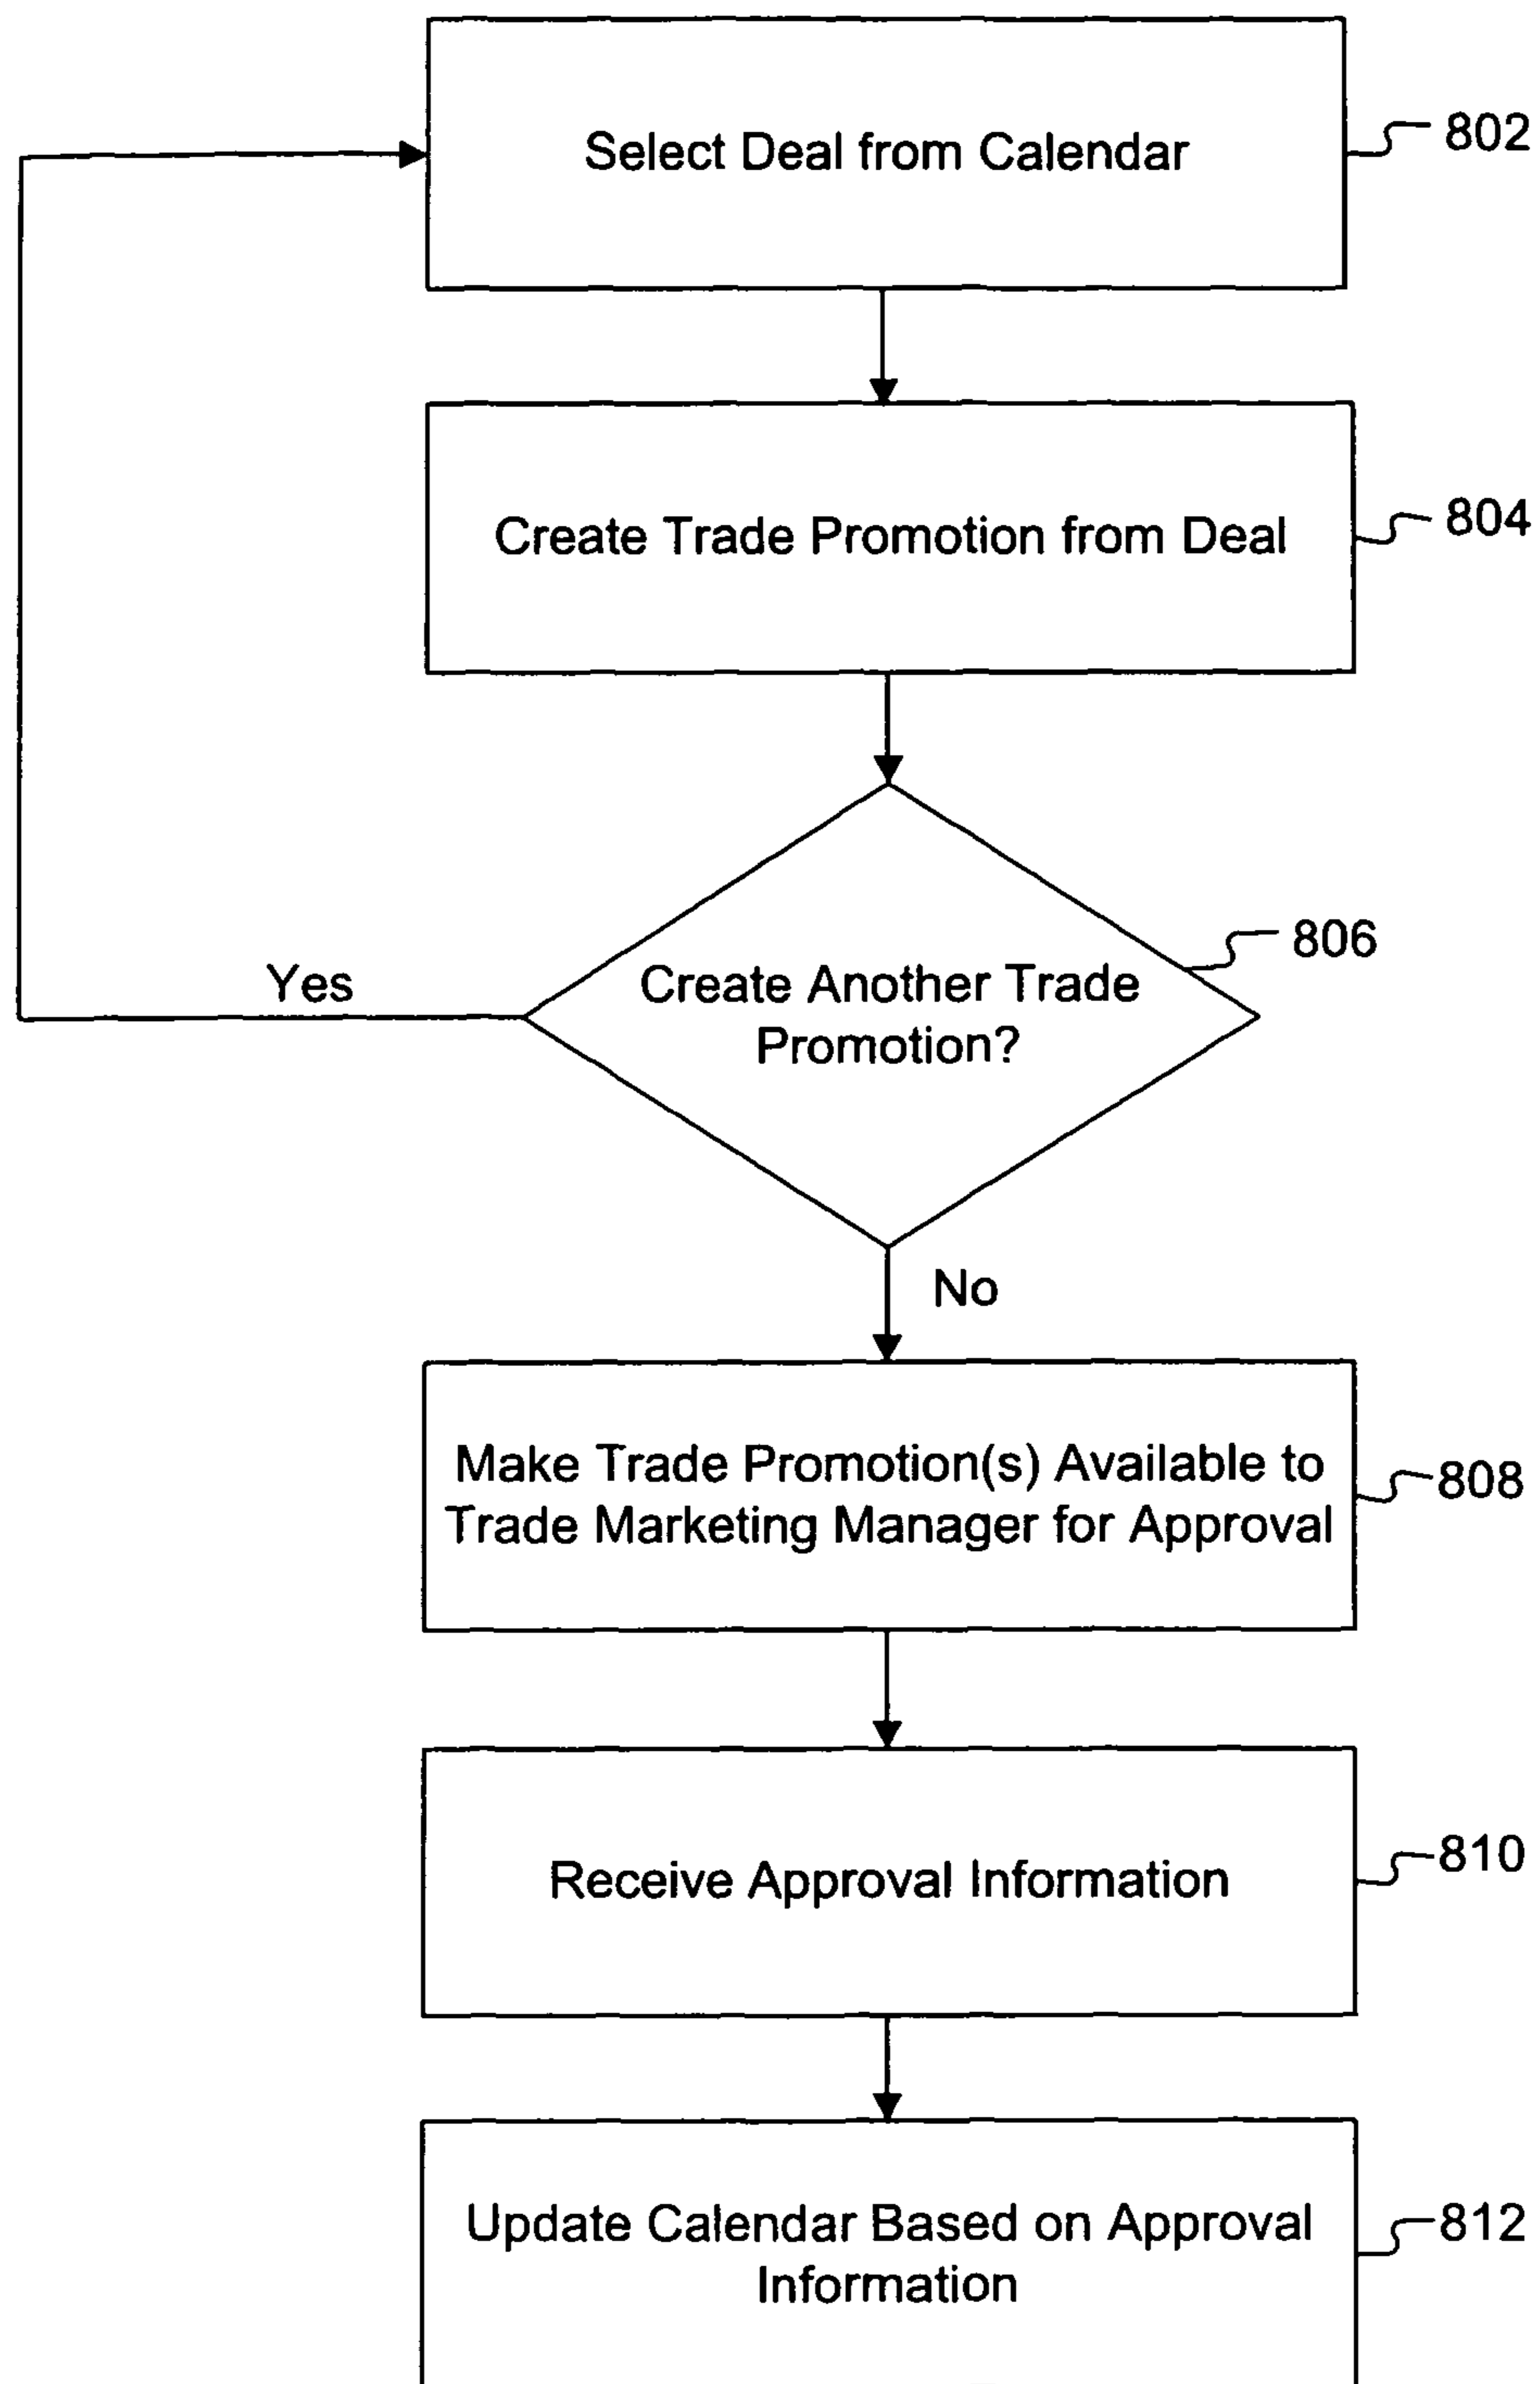 Select Deal from Calendar
802
Create Trade Promotion from Deal
804
806
Create Another Trade
Promotion?
Yes
No
Make Trade Promotion(s) Available to
Trade Marketing Manager for Approval
808
Receive Approval Information
810
Update Calendar Based on Approval
Information
812